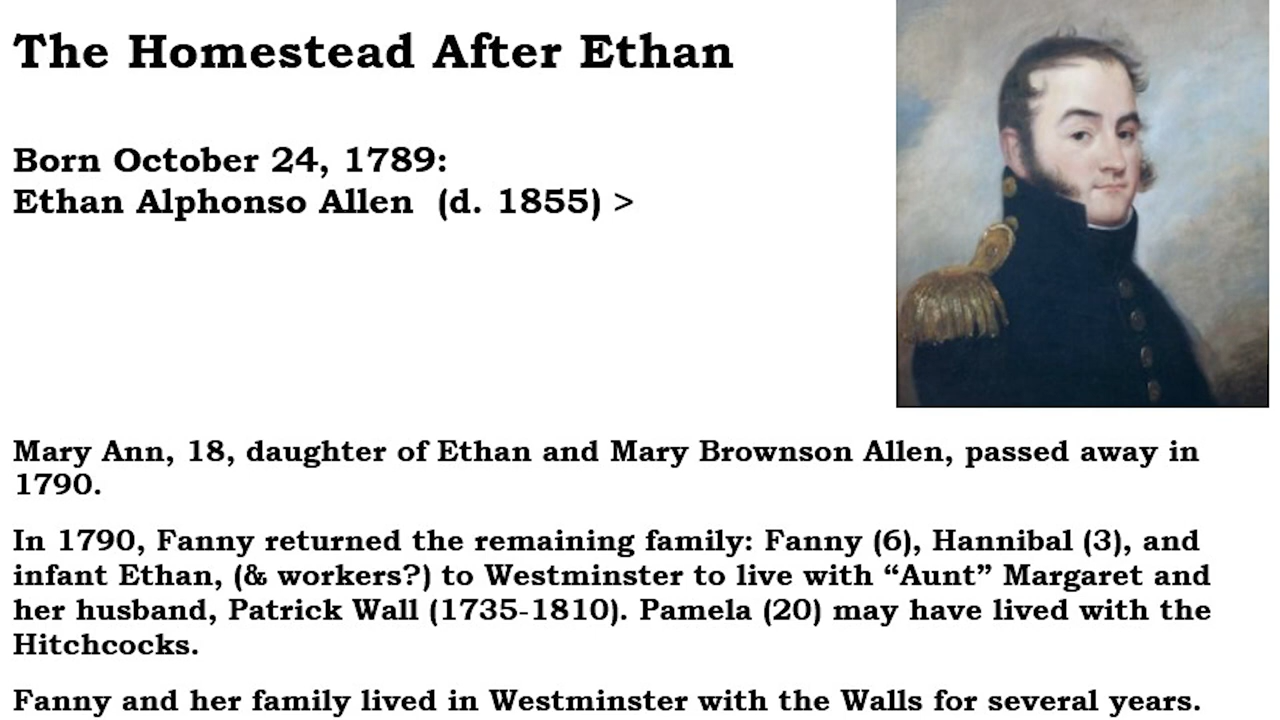 The Homestead After Ethan
Born October 24, 1789:
Ethan Alphonso Allen (d. 1855) >
Mary Ann, 18, daughter of Ethan and Mary Brownson Allen, passed away in
1790.
In 1790, Fanny returned the remaining family: Fanny (6), Hannibal (3), and
infant Ethan, (& workers?) to Westminster to live with “Aunt” Margaret and
her husband, Patrick Wall (1735-1810). Pamela (20) may have lived with the
Hitchcocks.
Fanny and her family lived in Westminster with the Walls for several years.